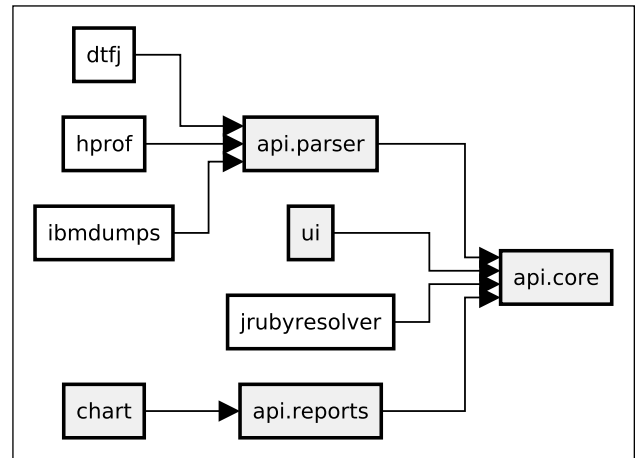 dtfj
hprof
api.parser
ibmdumps
ui
api.core
jrubyresolver
chart
api.reports